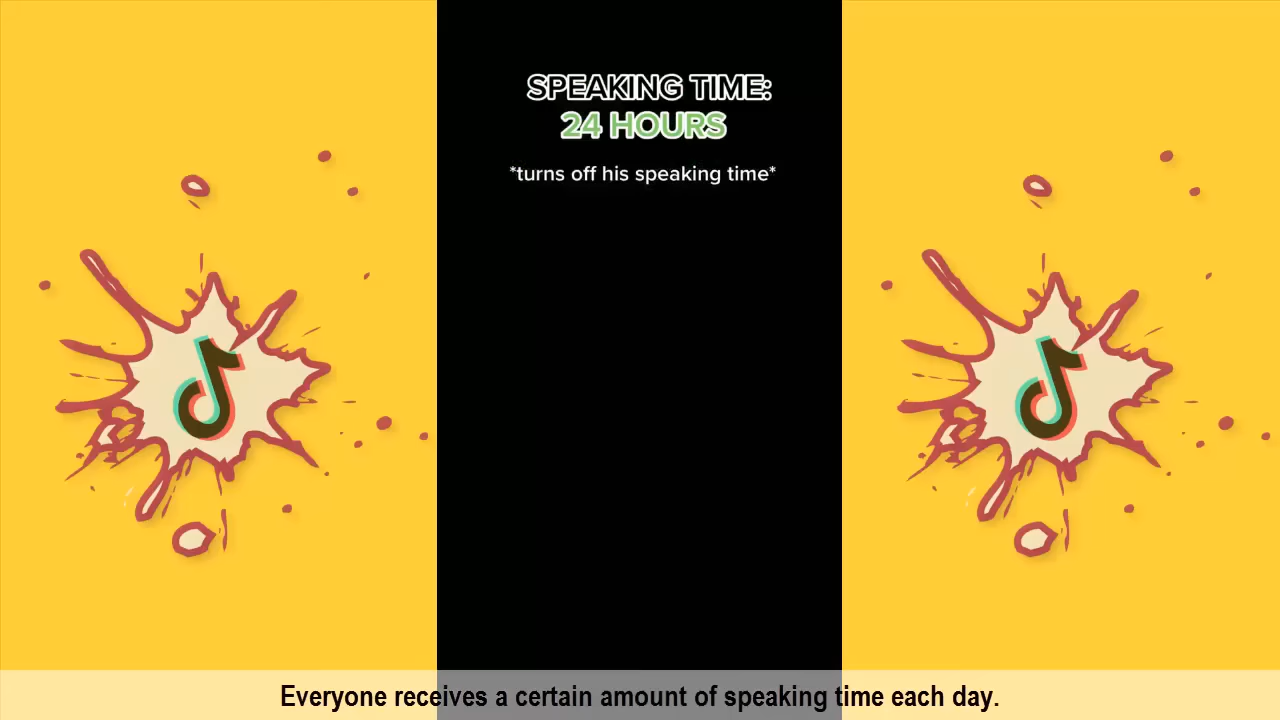 SPEAKING TIME:
24 HOURS
*turns off his speaking time*
Everyone receives a certain amount of speaking time each day.